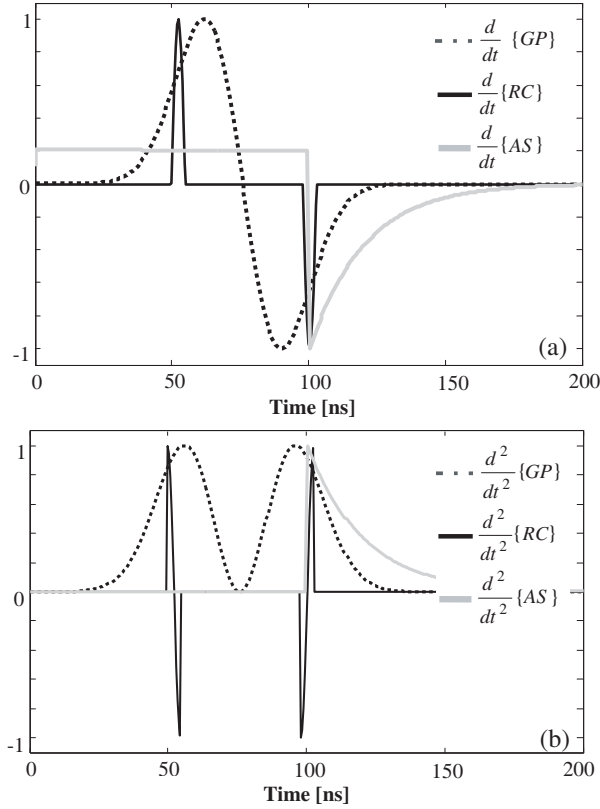 1
0
-1
d/dt {GP}
d/dt {RC}
d/dt {AS}
(a)
0 50 100 150 200
Time [ns]
1
0
-1
d²/dt² {GP}
d²/dt² {RC}
d²/dt² {AS}
(b)
0 50 100 150 200
Time [ns]